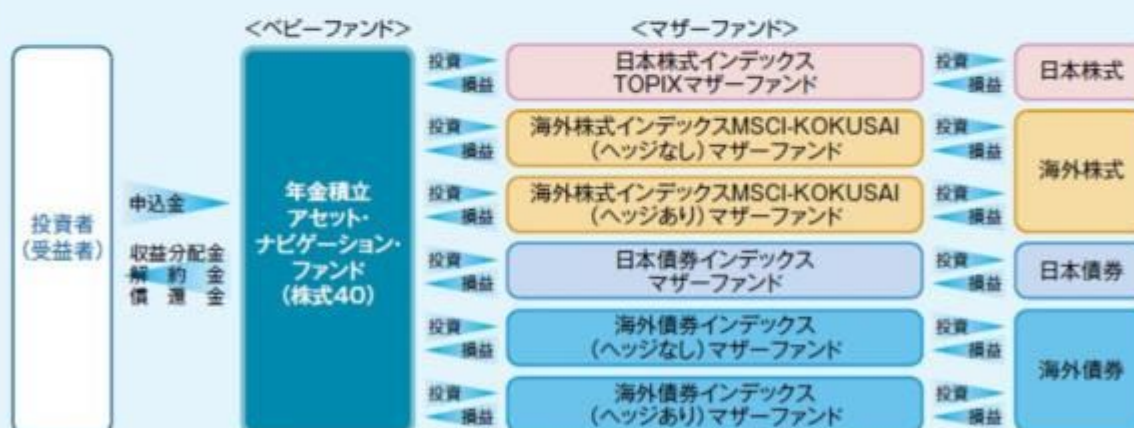 <ベビーファンド>
<マザーファンド>
投資者
(受益者)
申込金
収益分配金
解約金
償還金
年金積立
アセット・
ナビゲーション・
ファンド
(株式40)
投資
損益
日本株式インデックス
TOPIXマザーファンド
投資
損益
日本株式
投資
損益
海外株式インデックスMSCI-KOKUSAI
(ヘッジなし)マザーファンド
投資
損益
海外株式
投資
損益
海外株式インデックスMSCI-KOKUSAI
(ヘッジあり)マザーファンド
投資
損益
投資
損益
日本債券インデックス
マザーファンド
投資
損益
日本債券
投資
損益
海外債券インデックス
(ヘッジなし)マザーファンド
投資
損益
海外債券
投資
損益
海外債券インデックス
(ヘッジあり)マザーファンド
投資
損益